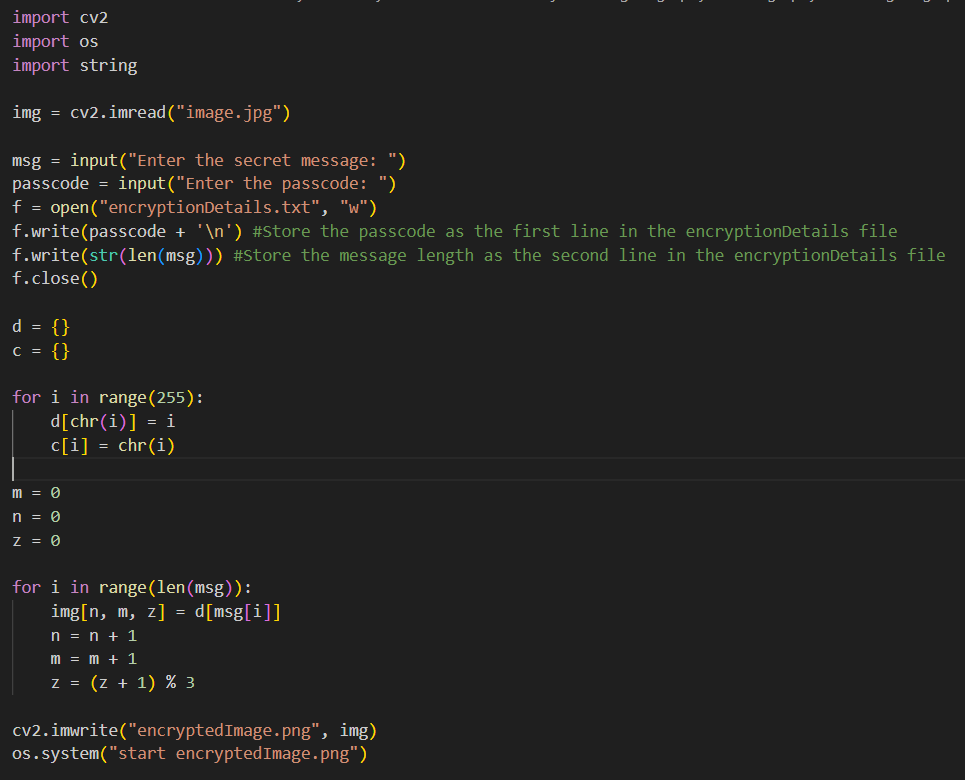 import cv2
import os
import string
img = cv2.imread("image.jpg")
msg = input("Enter the secret message: ")
passcode = input("Enter the passcode: ")
f = open("encryptionDetails.txt", "w")
f.write(passcode + '\n') #Store the passcode as the first line in the encryptionDetails file
f.write(str(len(msg))) #Store the message length as the second line in the encryptionDetails file
f.close()
d = {}
c = {}
for i in range(255):
    d[chr(i)] = i
    c[i] = chr(i)
m = 0
n = 0
z = 0
for i in range(len(msg)):
    img[n, m, z] = d[msg[i]]
    n = n + 1
    m = m + 1
    z = (z + 1) % 3
cv2.imwrite("encryptedImage.png", img)
os.system("start encryptedImage.png")